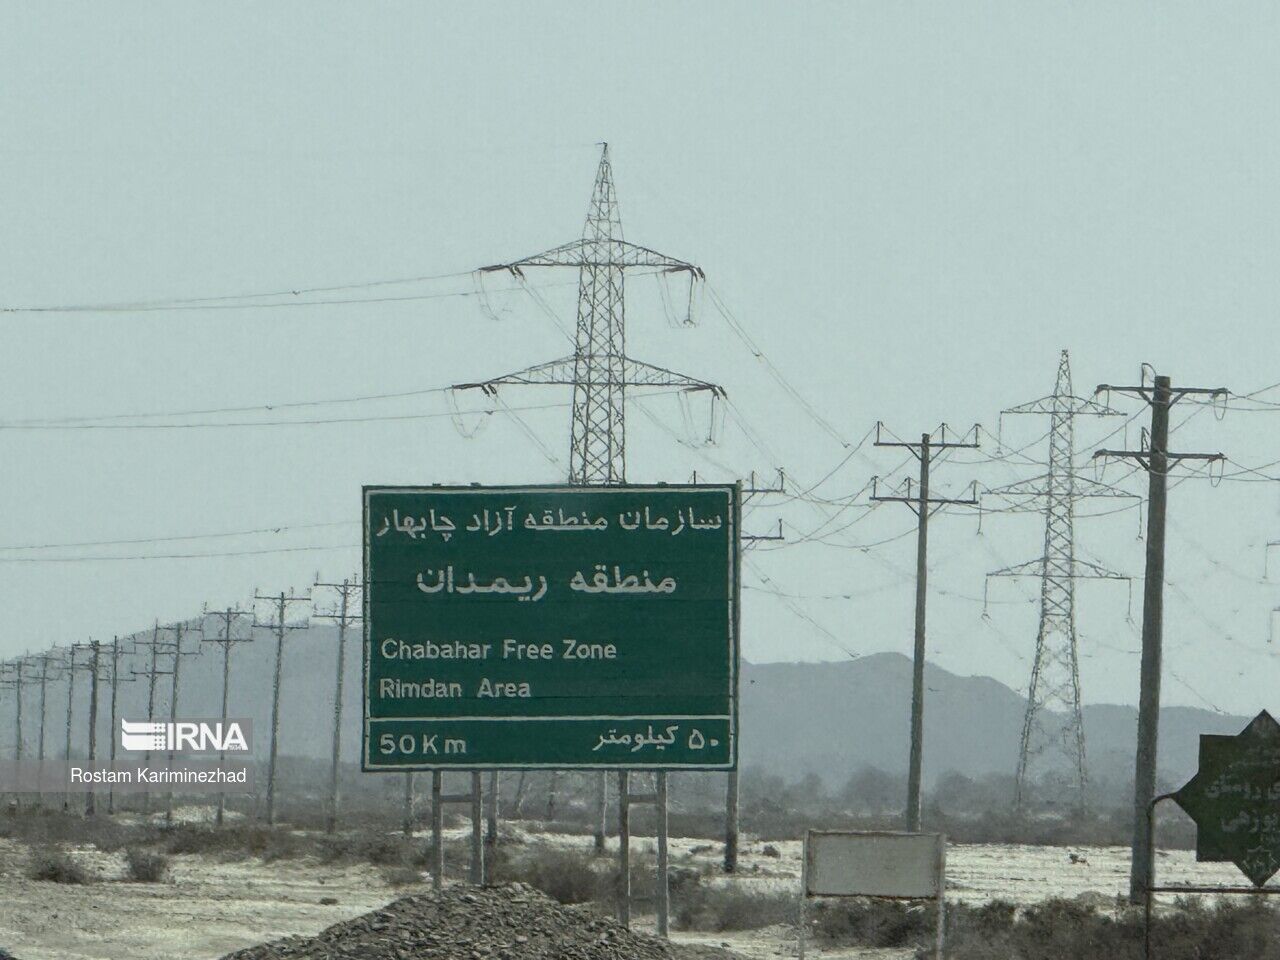 سازمان منطقه آزاد چابهار
منطقه ریمدان
Chabahar Free Zone
Rimdan Area
50Km
۵۰ کیلومتر
IRNA
Rostam Kariminezhad